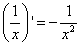 (1/x)' = -1/x²